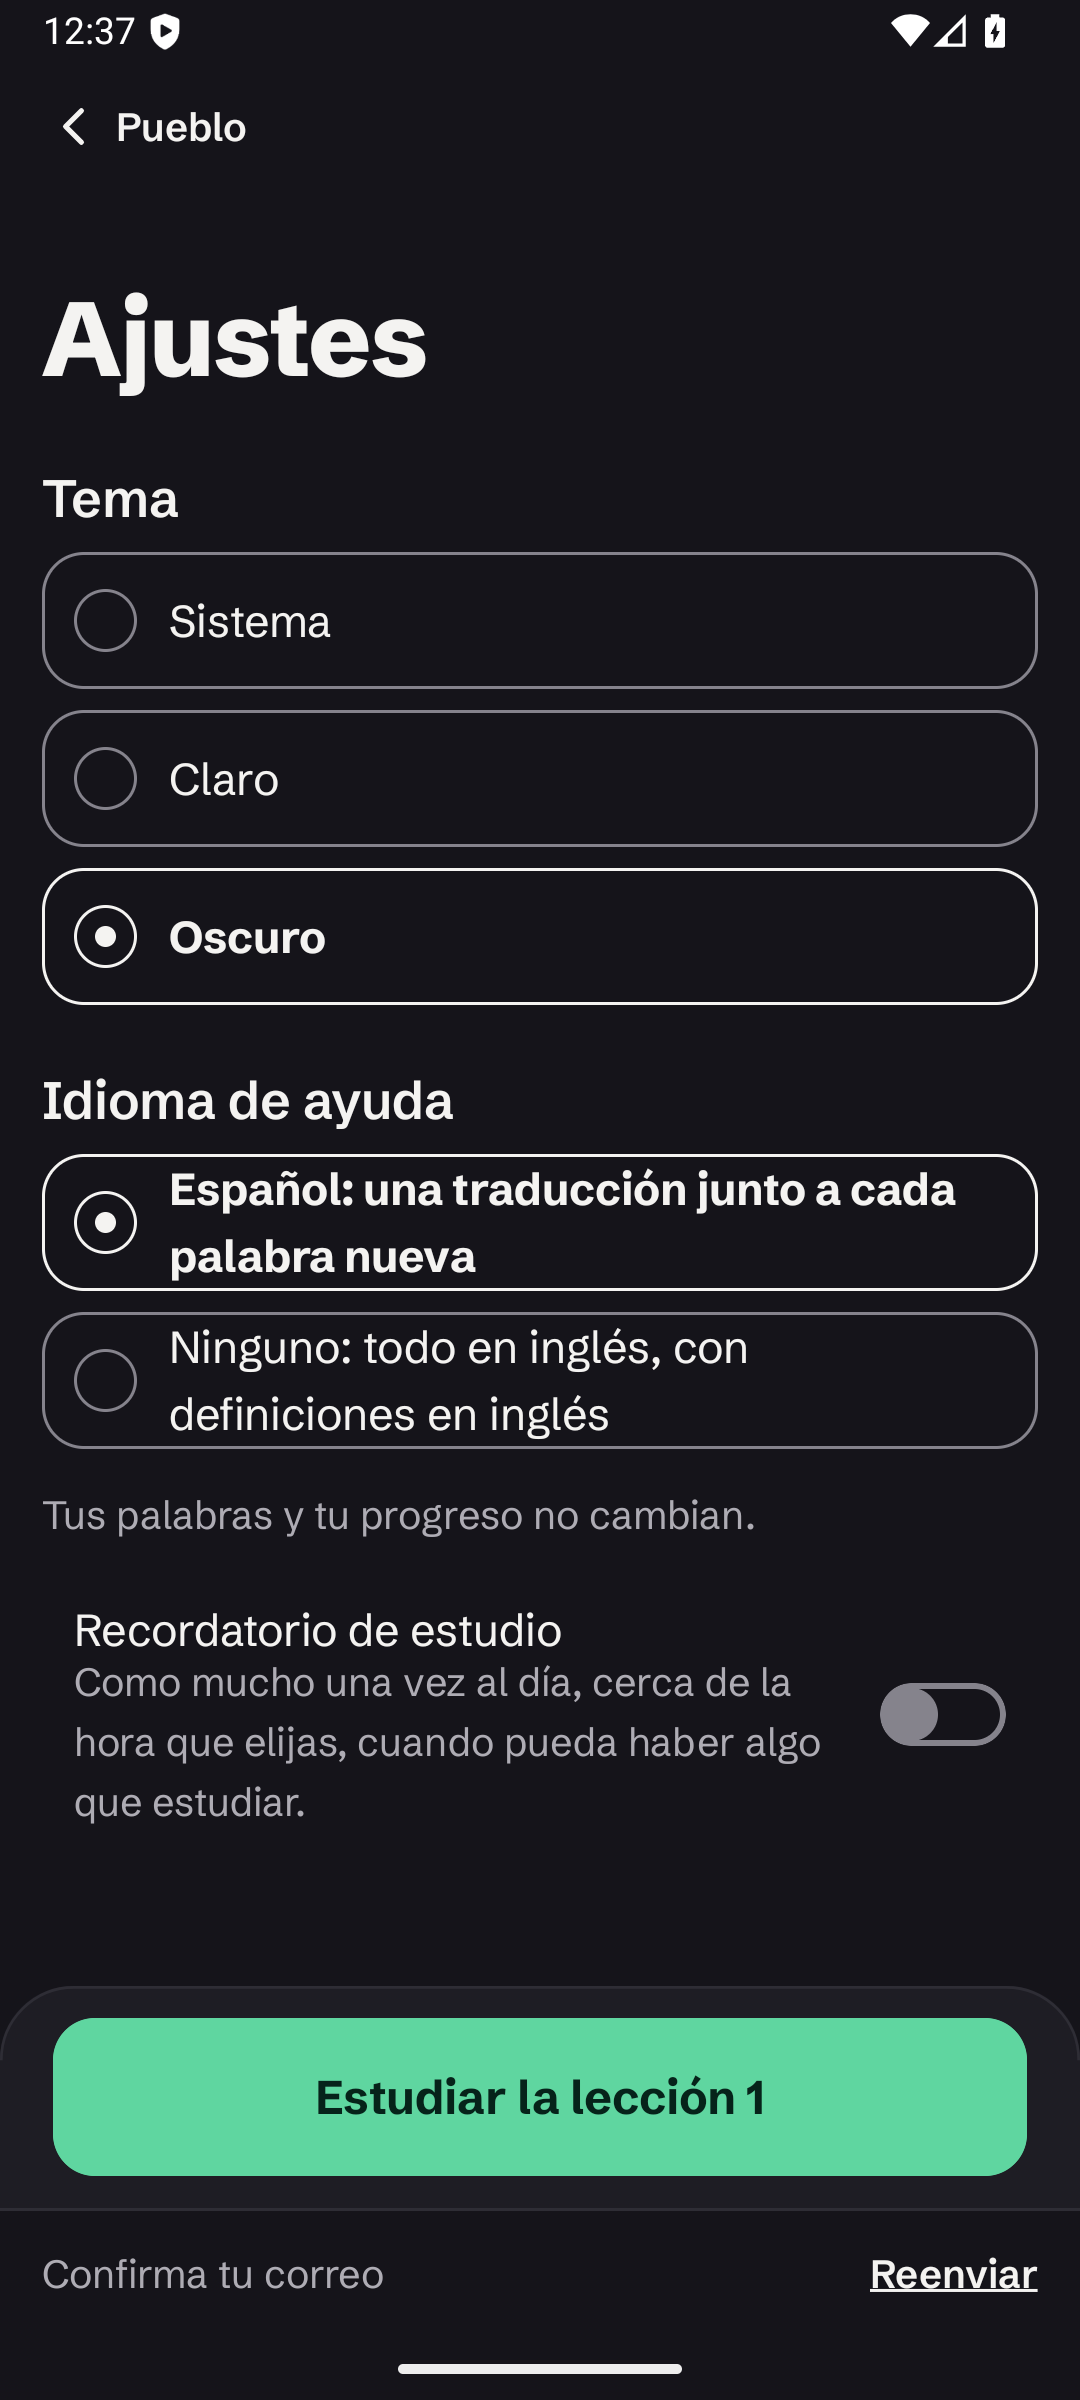 12:37
Pueblo
Ajustes
Tema
Sistema
Claro
Oscuro
Idioma de ayuda
Español: una traducción junto a cada
palabra nueva
Ninguno: todo en inglés, con
definiciones en inglés
Tus palabras y tu progreso no cambian.
Recordatorio de estudio
Como mucho una vez al día, cerca de la
hora que elijas, cuando pueda haber algo
que estudiar.
Estudiar la lección 1
Confirma tu correo
Reenviar